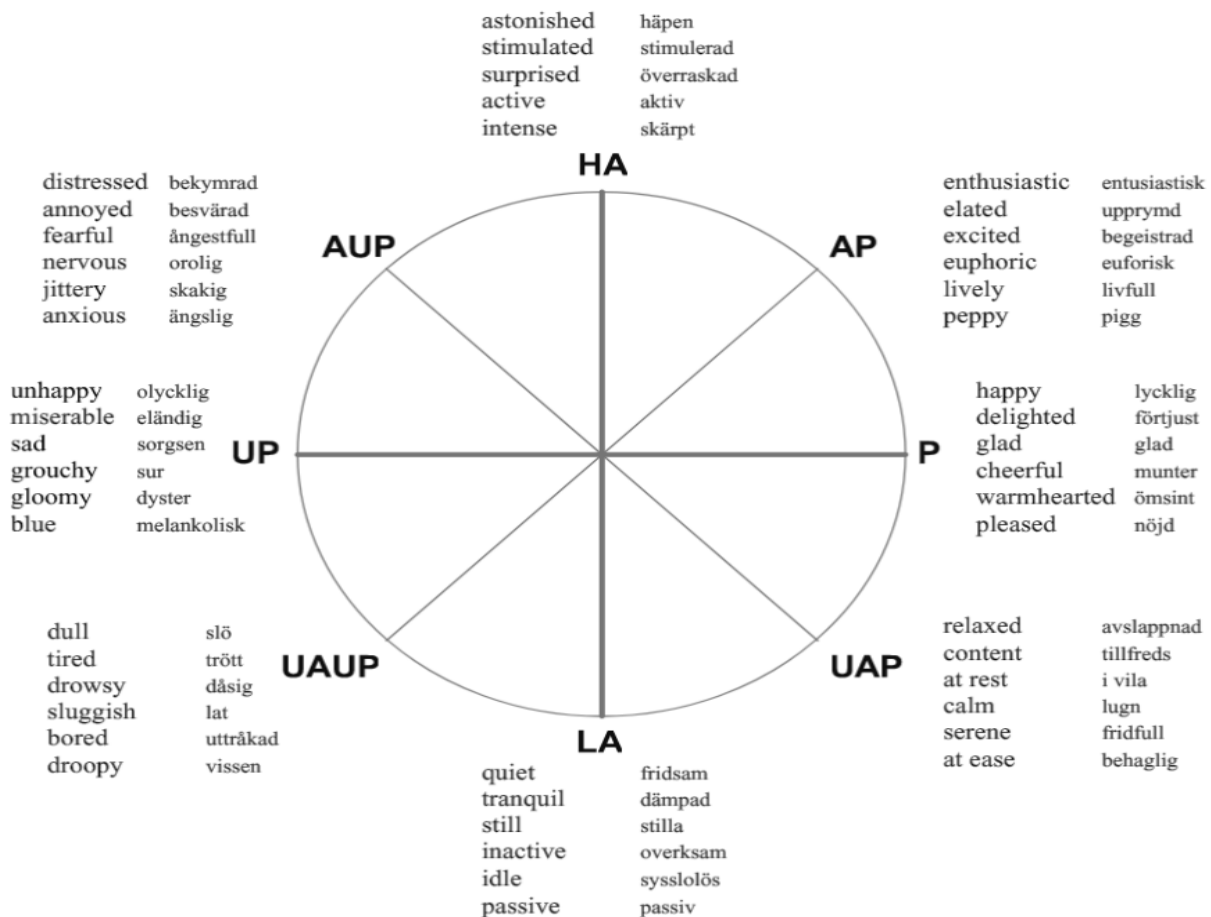 astonished häpen
stimulated stimulerad
surprised överraskad
active aktiv
intense skärpt
HA
distressed bekymrad
annoyed besvärad
fearful ångestfull
nervous orolig
jittery skakig
anxious ängslig
AUP
AP
enthusiastic entusiastisk
elated upprymd
excited begeistrad
euphoric euforisk
lively livfull
peppy pigg
unhappy olycklig
miserable eländig
sad sorgsen
grouchy sur
gloomy dyster
blue melankolisk
UP
P
happy lycklig
delighted förtjust
glad glad
cheerful munter
warmhearted ömsint
pleased nöjd
dull slö
tired trött
drowsy dåsig
sluggish lat
bored uttråkad
droopy vissen
UAUP
UAP
relaxed avslappnad
content tillfreds
at rest i vila
calm lugn
serene fridfull
at ease behaglig
LA
quiet fridsam
tranquil dämpad
still stilla
inactive overksam
idle sysslolös
passive passiv